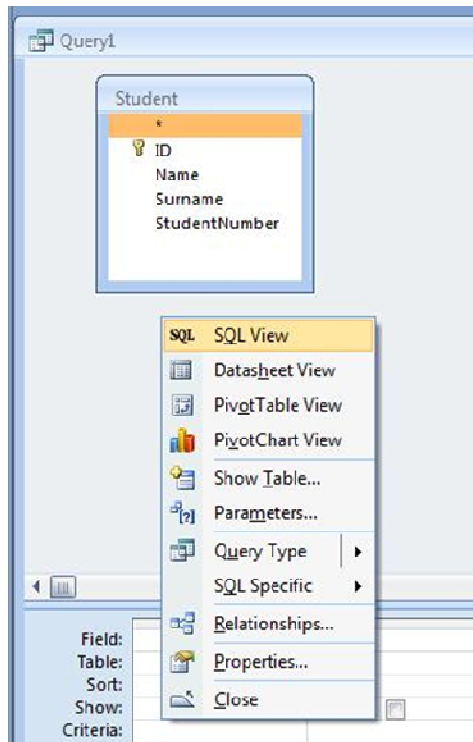 Query1
Student
*
ID
Name
Surname
StudentNumber
SQL SQL View
Datasheet View
PivotTable View
PivotChart View
Show Table...
Parameters...
Query Type
SQL Specific
Relationships...
Properties...
Close
Field:
Table:
Sort:
Show:
Criteria: